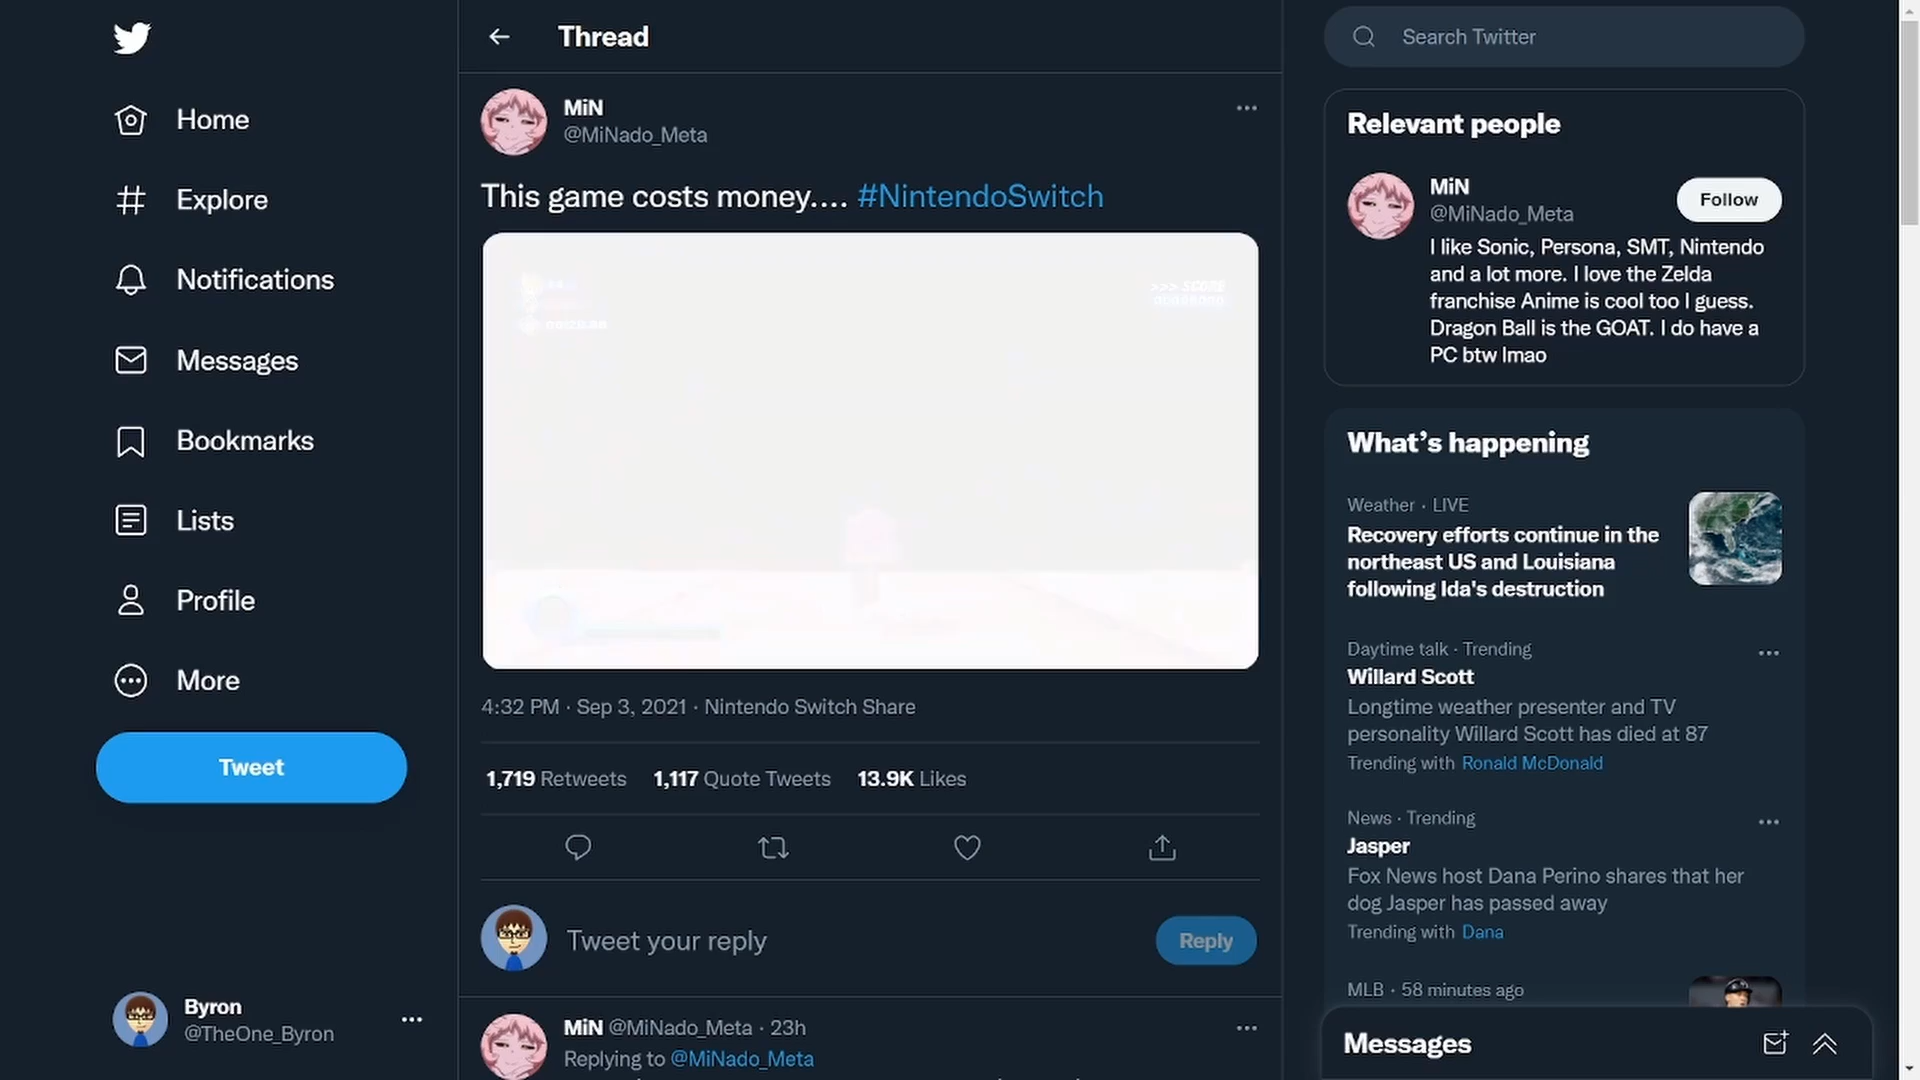 Home
Explore
Notifications
Messages
Bookmarks
Lists
Profile
More
Tweet
Byron
@TheOne_Byron
Thread
MiN
@MiNado_Meta
This game costs money.... #NintendoSwitch
>>> SCORE
4:32 PM · Sep 3, 2021 · Nintendo Switch Share
1,719 Retweets 1,117 Quote Tweets 13.9K Likes
Tweet your reply
Reply
MiN @MiNado_Meta · 23h
Replying to @MiNado_Meta
Search Twitter
Relevant people
MiN
@MiNado_Meta
Follow
I like Sonic, Persona, SMT, Nintendo
and a lot more. I love the Zelda
franchise Anime is cool too I guess.
Dragon Ball is the GOAT. I do have a
PC btw lmao
What's happening
Weather · LIVE
Recovery efforts continue in the
northeast US and Louisiana
following Ida's destruction
Daytime talk · Trending
Willard Scott
Longtime weather presenter and TV
personality Willard Scott has died at 87
Trending with Ronald McDonald
News · Trending
Jasper
Fox News host Dana Perino shares that her
dog Jasper has passed away
Trending with Dana
MLB · 58 minutes ago
Messages